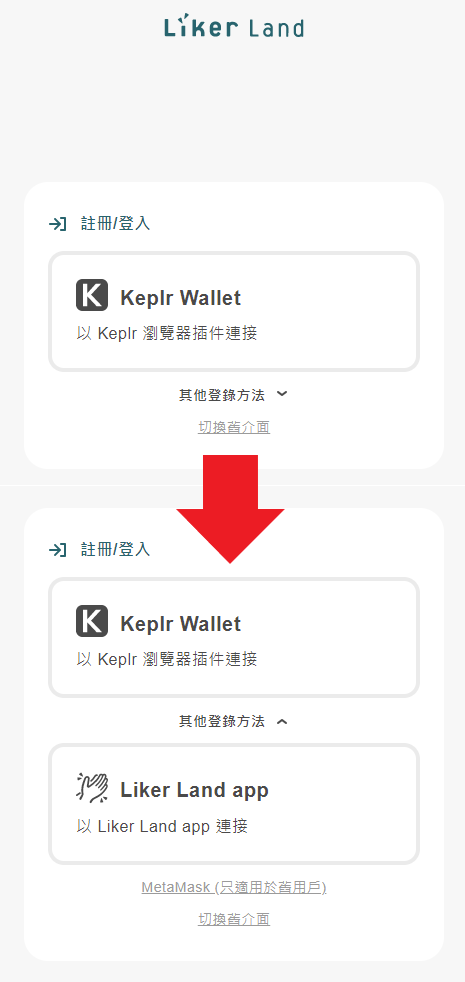 Liker Land
註冊/登入
Keplr Wallet
以 Keplr 瀏覽器插件連接
其他登錄方法
切換舊介面
註冊/登入
Keplr Wallet
以 Keplr 瀏覽器插件連接
其他登錄方法
Liker Land app
以 Liker Land app 連接
MetaMask (只適用於舊用戶)
切換舊介面